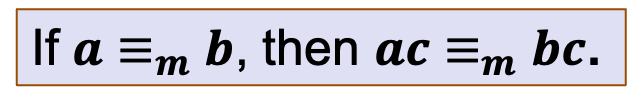 If a ≡ₘ b, then ac ≡ₘ bc.